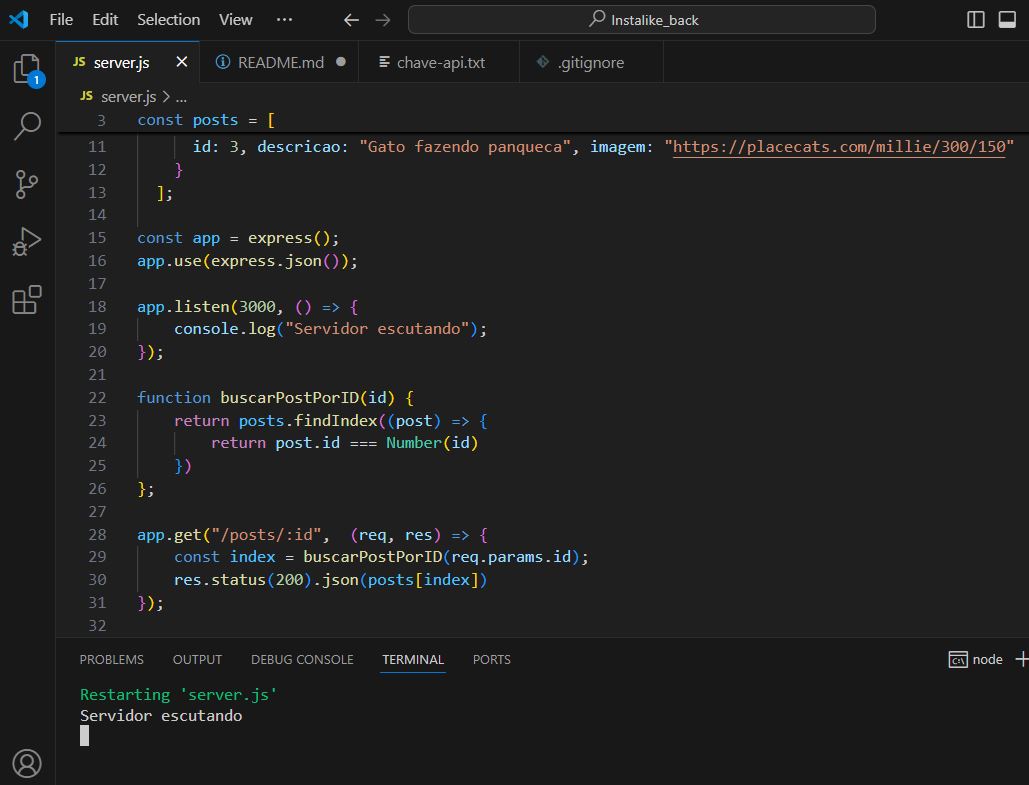 File Edit Selection View ··· ← → Instalike_back
JS server.js × README.md ● chave-api.txt .gitignore
1
JS server.js > ...
3 const posts = [
11 id: 3, descricao: "Gato fazendo panqueca", imagem: "https://placecats.com/millie/300/150"
12 }
13 ];
14
15 const app = express();
16 app.use(express.json());
17
18 app.listen(3000, () => {
19 console.log("Servidor escutando");
20 });
21
22 function buscarPostPorID(id) {
23 return posts.findIndex((post) => {
24 return post.id === Number(id)
25 })
26 };
27
28 app.get("/posts/:id", (req, res) => {
29 const index = buscarPostPorID(req.params.id);
30 res.status(200).json(posts[index])
31 });
32
PROBLEMS OUTPUT DEBUG CONSOLE TERMINAL PORTS node +
Restarting 'server.js'
Servidor escutando